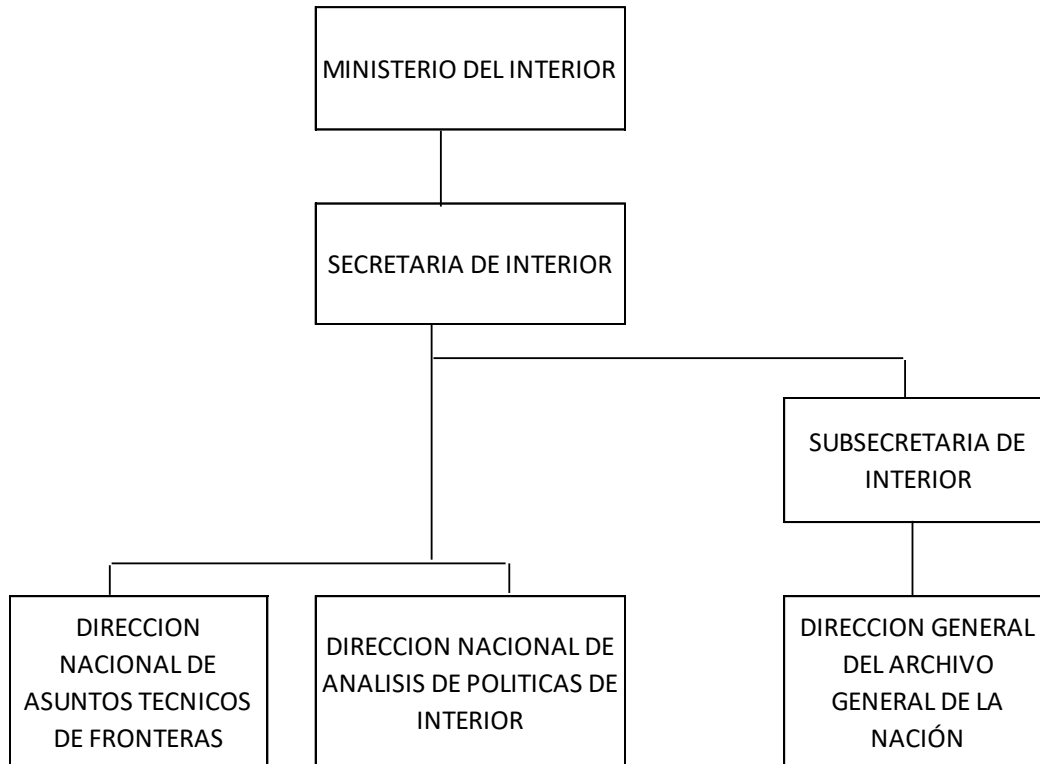 MINISTERIO DEL INTERIOR
SECRETARIA DE INTERIOR
SUBSECRETARIA DE
INTERIOR
DIRECCION
NACIONAL DE
ASUNTOS TECNICOS
DE FRONTERAS
DIRECCION NACIONAL DE
ANALISIS DE POLITICAS DE
INTERIOR
DIRECCION GENERAL
DEL ARCHIVO
GENERAL DE LA
NACIÓN